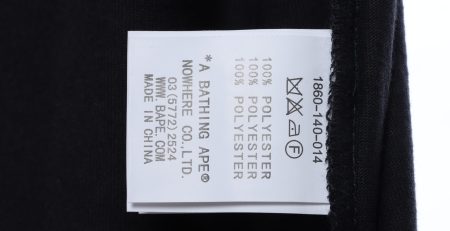 1860-140-014
100% POLYESTER
100% POLYESTER
100% POLYESTER
*A BATHING APE®
NOWHERE CO.,LTD.
03(5772)2524
WWW.BAPE.COM
MADE IN CHINA